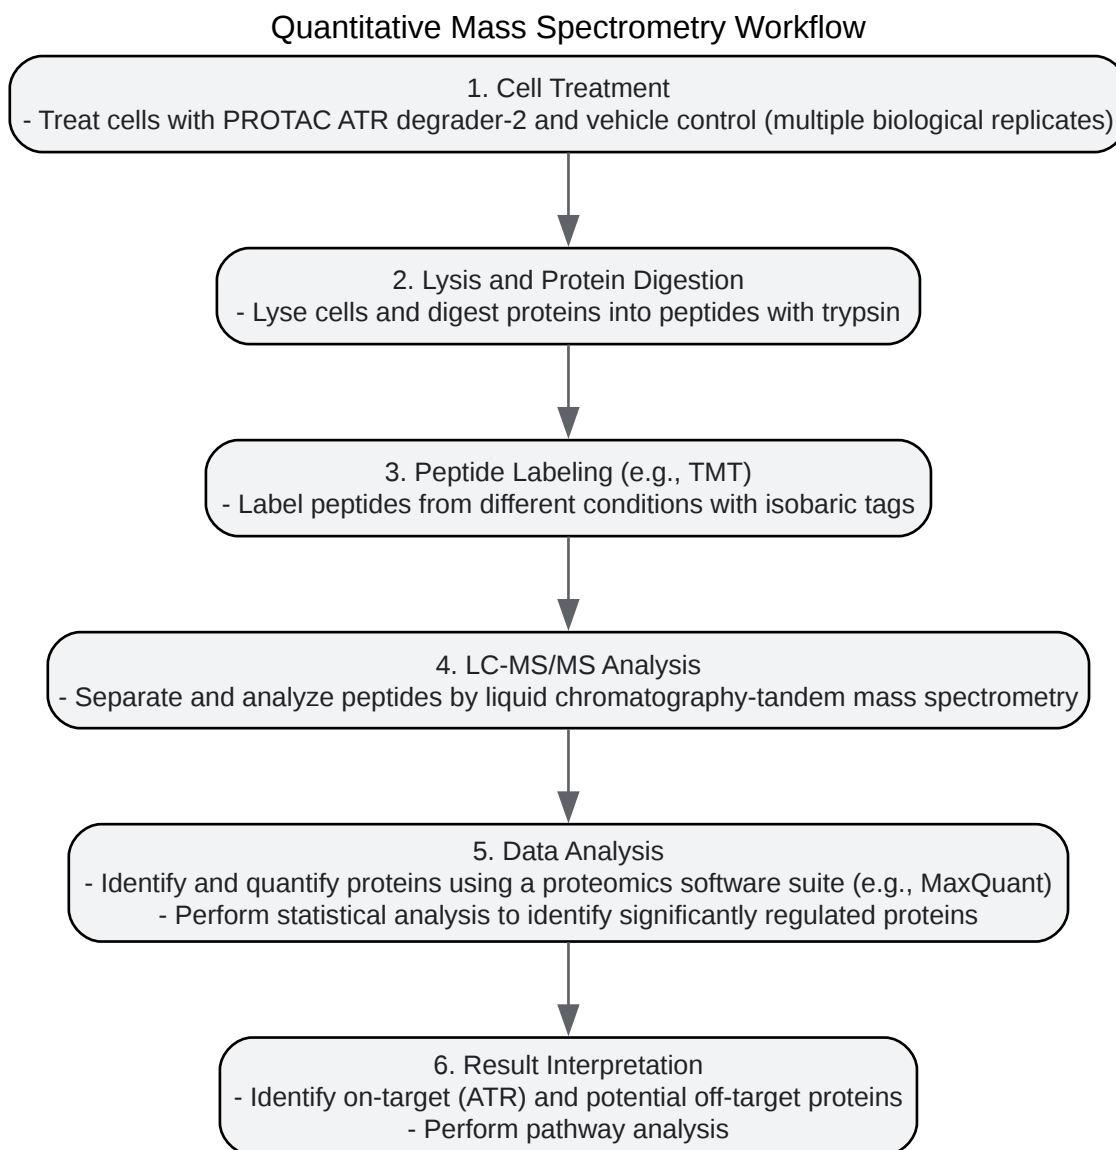 Quantitative Mass Spectrometry Workflow
1. Cell Treatment
- Treat cells with PROTAC ATR degrader-2 and vehicle control (multiple biological replicates)
2. Lysis and Protein Digestion
- Lyse cells and digest proteins into peptides with trypsin
3. Peptide Labeling (e.g., TMT)
- Label peptides from different conditions with isobaric tags
4. LC-MS/MS Analysis
- Separate and analyze peptides by liquid chromatography-tandem mass spectrometry
5. Data Analysis
- Identify and quantify proteins using a proteomics software suite (e.g., MaxQuant)
- Perform statistical analysis to identify significantly regulated proteins
6. Result Interpretation
- Identify on-target (ATR) and potential off-target proteins
- Perform pathway analysis